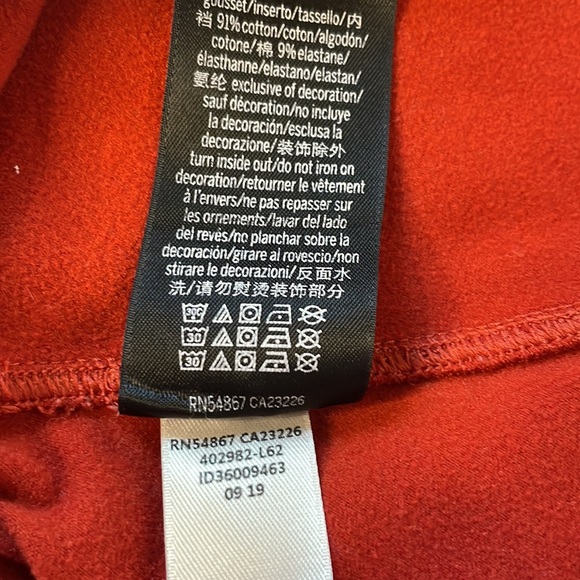 gousset/inserto/tassello/内
裆 91% cotton/coton/algodón/
cotone/棉 9% elastane/
élasthanne/elastano/elastan/
氨纶 exclusive of decoration/
sauf décoration/no incluye
la decoración/esclusa la
decorazione/装饰除外
turn inside out/do not iron on
decoration/retourner le vêtement
à l'envers/ne pas repasser sur
les ornements/lavar del lado
del revès/no planchar sobre la
decoración/girare al rovescio/non
stirare le decorazioni/反面水
洗/请勿熨烫装饰部分
30
30
RN54867 CA23226
RN54867 CA23226
402982-L62
ID36009463
09 19